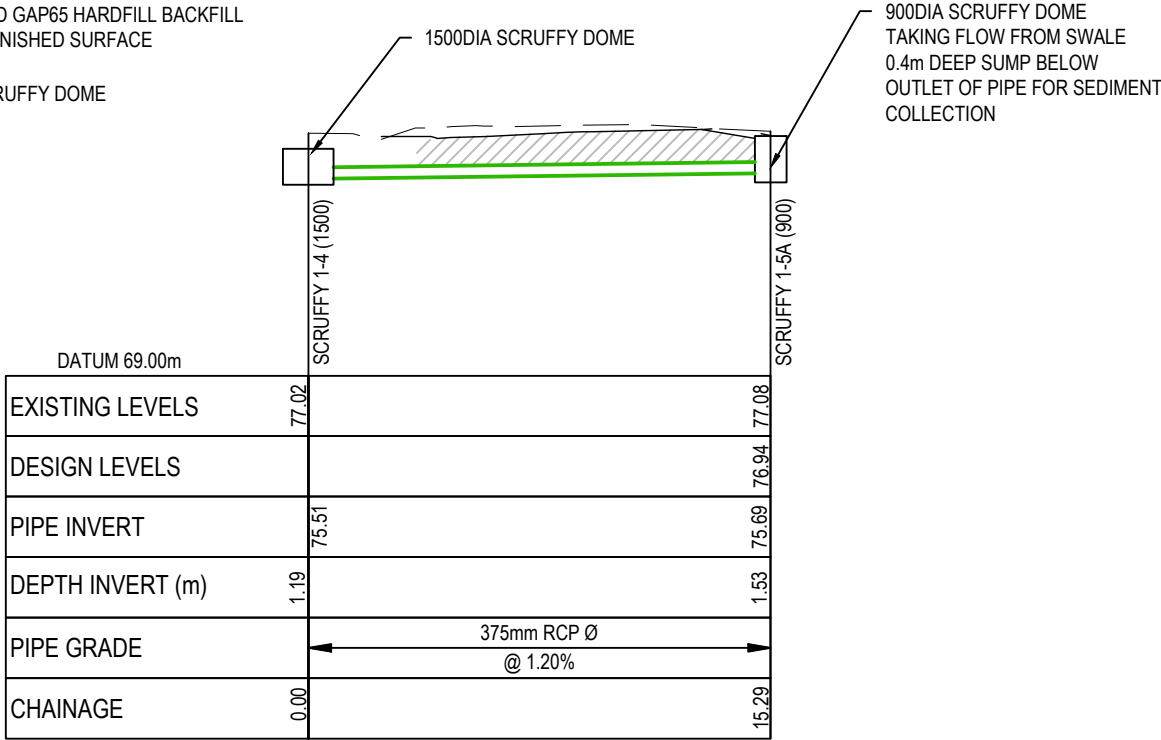 GAP65 HARDFILL BACKFILL
1500DIA SCRUFFY DOME
900DIA SCRUFFY DOME
TAKING FLOW FROM SWALE
0.4m DEEP SUMP BELOW
OUTLET OF PIPE FOR SEDIMENT
COLLECTION
SURFACE
DOME
SCRUFFY 1-4 (1500)
SCRUFFY 1-5A (900)
DATUM 69.00m
EXISTING LEVELS 77.02 77.08
DESIGN LEVELS 76.94
PIPE INVERT 75.51 75.69
DEPTH INVERT (m) 1.19 1.53
PIPE GRADE 375mm RCP Ø
@ 1.20%
CHAINAGE 0.00 15.29